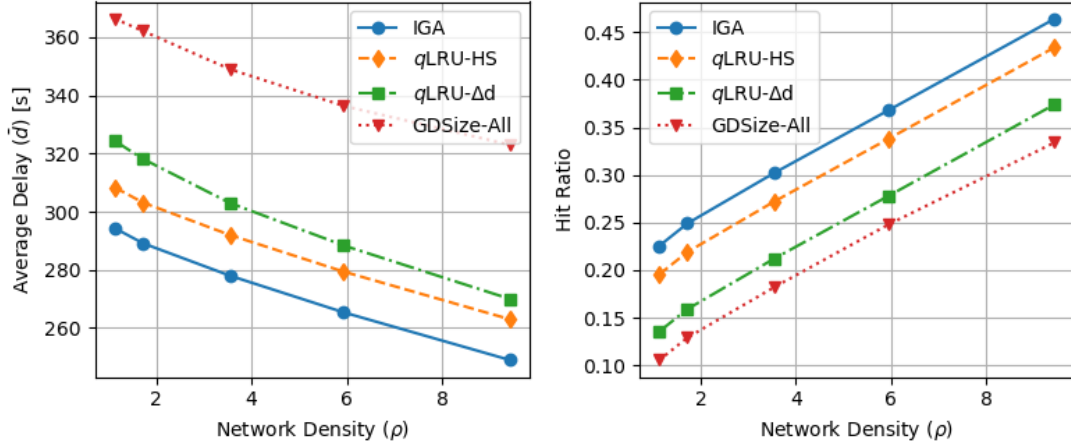 360
340
320
300
280
260
2
4
6
8
Average Delay (d̄) [s]
Network Density (ρ)
IGA
qLRU-HS
qLRU-Δd
GDSize-All
0.45
0.40
0.35
0.30
0.25
0.20
0.15
0.10
2
4
6
8
Hit Ratio
Network Density (ρ)
IGA
qLRU-HS
qLRU-Δd
GDSize-All